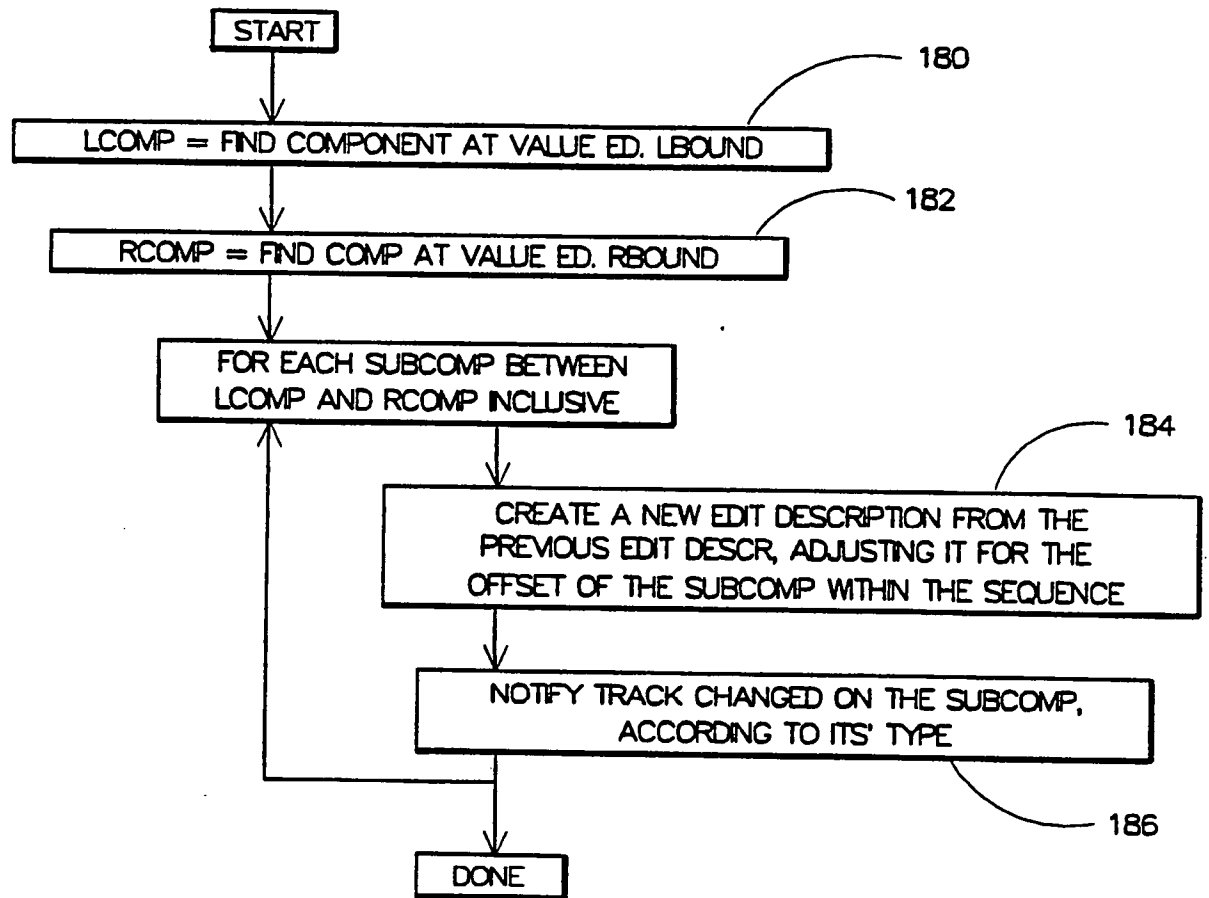 START
180
LCOMP = FIND COMPONENT AT VALUE ED. LBOUND
182
RCOMP = FIND COMP AT VALUE ED. RBOUND
FOR EACH SUBCOMP BETWEEN
LCOMP AND RCOMP INCLUSIVE
184
CREATE A NEW EDIT DESCRIPTION FROM THE
PREVIOUS EDIT DESCR, ADJUSTING IT FOR THE
OFFSET OF THE SUBCOMP WITHIN THE SEQUENCE
NOTIFY TRACK CHANGED ON THE SUBCOMP,
ACCORDING TO ITS' TYPE
186
DONE